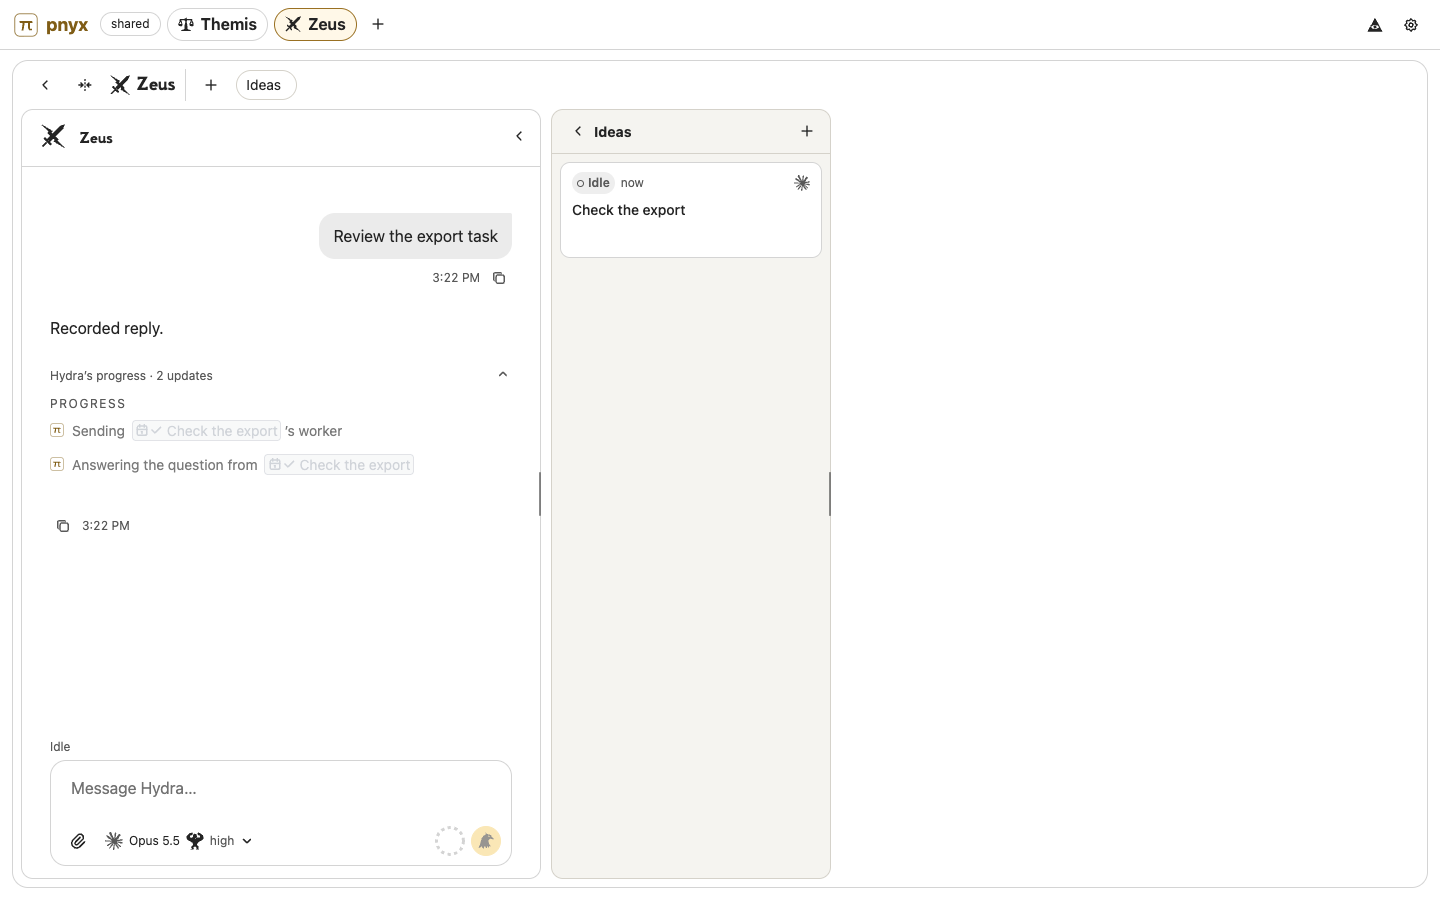 π pnyx shared Themis Zeus
Zeus Ideas
Zeus
Ideas
Idle now
Check the export
Review the export task
3:22 PM
Recorded reply.
Hydra’s progress · 2 updates
PROGRESS
π Sending Check the export ’s worker
π Answering the question from Check the export
3:22 PM
Idle
Message Hydra...
Opus 5.5 high